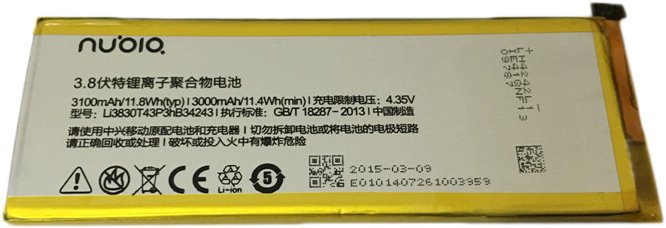 nubia
3.8伏特锂离子聚合物电池
3100mAh/11.8Wh(typ) | 3000mAh/11.4Wh(min) | 充电限制电压：4.35V
型号：Li3830T43P3hB34243 | 执行标准：GB/T 18287-2013 | 中国制造
请使用中兴移动原配电池和充电器 | 切勿拆卸电池或将电池的电极短路
请正确回收或处理 | 破坏或投入火中有爆炸危险
Li-ion
5
2015-03-09
E0101407261003959